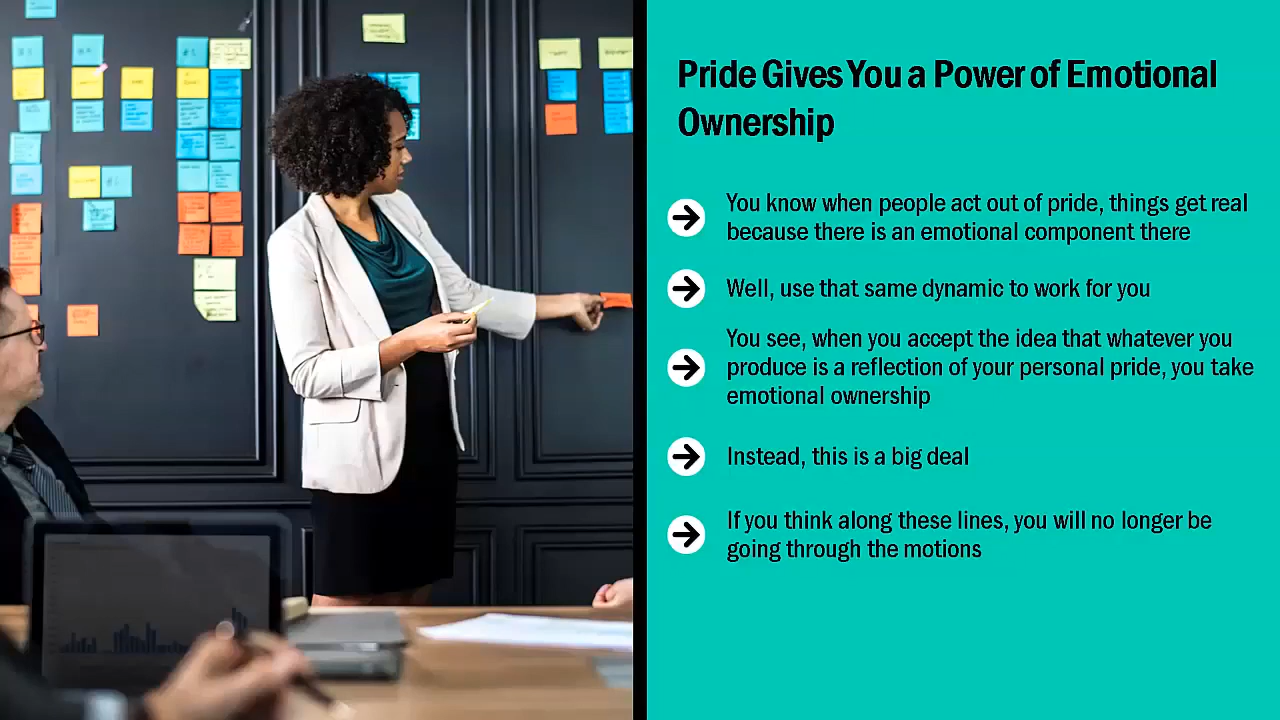 Pride Gives You a Power of Emotional
Ownership
You know when people act out of pride, things get real
because there is an emotional component there
Well, use that same dynamic to work for you
You see, when you accept the idea that whatever you
produce is a reflection of your personal pride, you take
emotional ownership
Instead, this is a big deal
If you think along these lines, you will no longer be
going through the motions